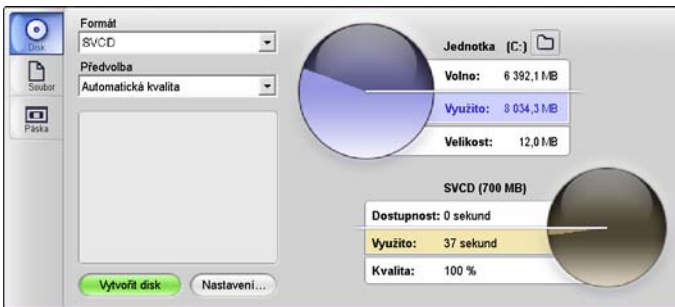 Disk
Soubor
Páska
Formát
SVCD
Předvolba
Automatická kvalita
Vytvořit disk
Nastavení...
Jednotka (C:)
Volno: 6 392,1 MB
Využito: 8 034,3 MB
Velikost: 12,0 MB
SVCD (700 MB)
Dostupnost: 0 sekund
Využito: 37 sekund
Kvalita: 100 %